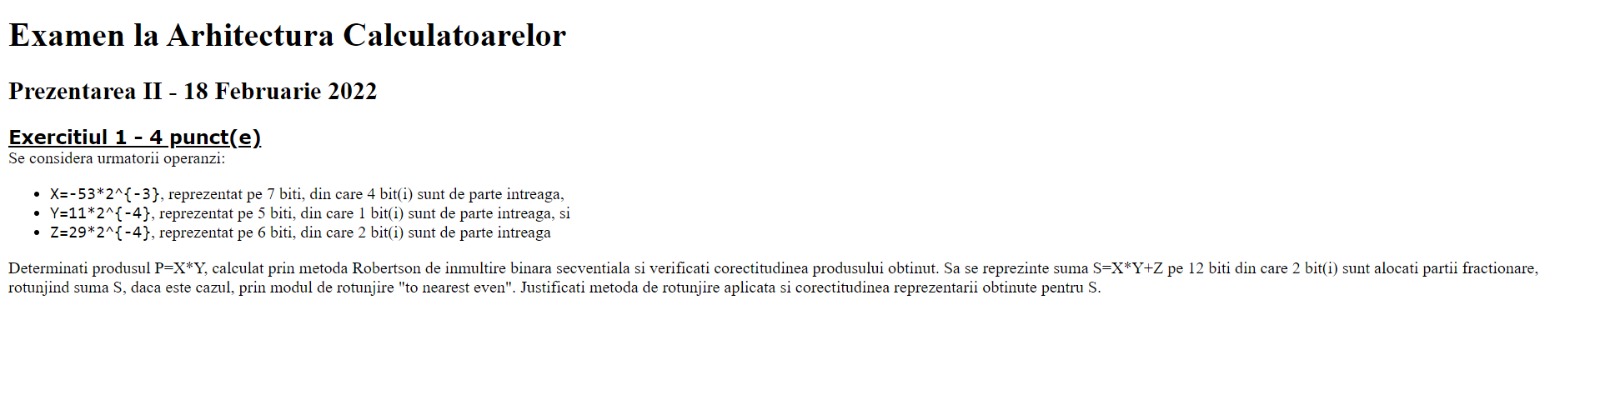 Examen la Arhitectura Calculatoarelor
Prezentarea II - 18 Februarie 2022
Exercitiul 1 - 4 punct(e)
Se considera urmatorii operanzi:
• X=-53*2^{-3}, reprezentat pe 7 biti, din care 4 bit(i) sunt de parte intreaga,
• Y=11*2^{-4}, reprezentat pe 5 biti, din care 1 bit(i) sunt de parte intreaga, si
• Z=29*2^{-4}, reprezentat pe 6 biti, din care 2 bit(i) sunt de parte intreaga
Determinati produsul P=X*Y, calculat prin metoda Robertson de inmultire binara secventiala si verificati corectitudinea produsului obtinut. Sa se reprezinte suma S=X*Y+Z pe 12 biti din care 2 bit(i) sunt alocati partii fractionare,
rotunjind suma S, daca este cazul, prin modul de rotunjire "to nearest even". Justificati metoda de rotunjire aplicata si corectitudinea reprezentarii obtinute pentru S.